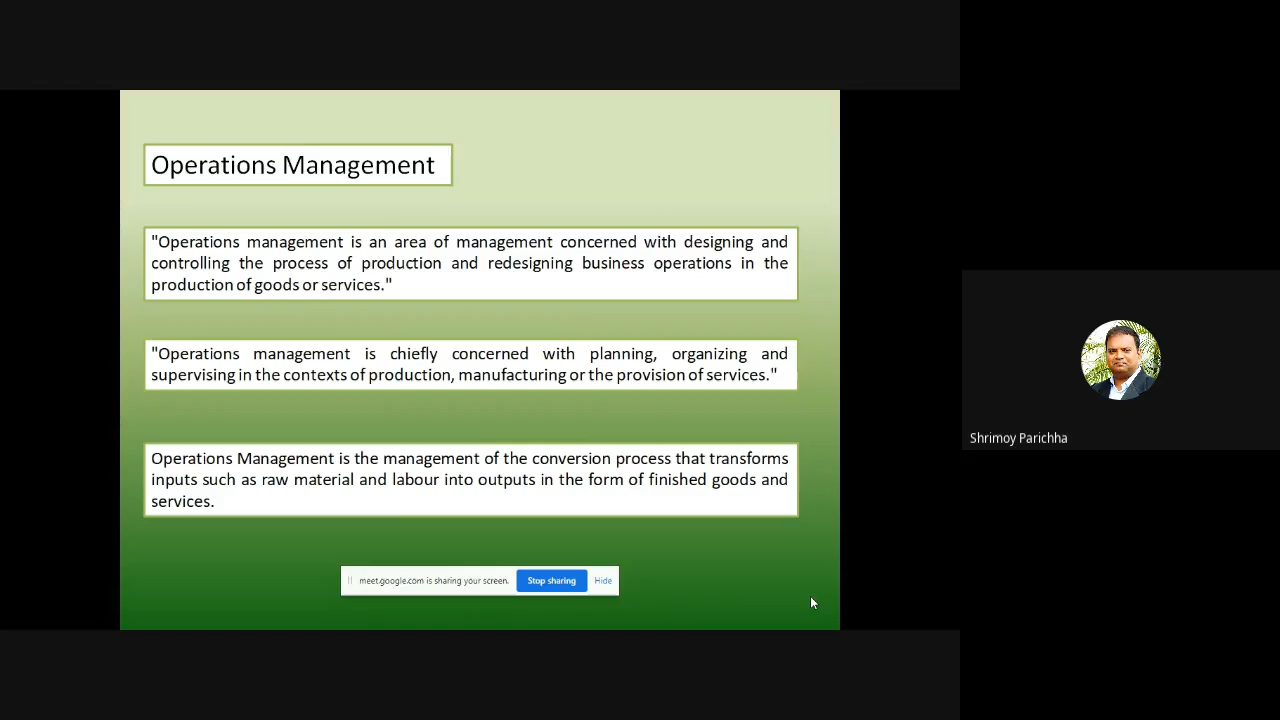 Operations Management
"Operations management is an area of management concerned with designing and
controlling the process of production and redesigning business operations in the
production of goods or services."
"Operations management is chiefly concerned with planning, organizing and
supervising in the contexts of production, manufacturing or the provision of services."
Operations Management is the management of the conversion process that transforms
inputs such as raw material and labour into outputs in the form of finished goods and
services.
meet.google.com is sharing your screen. Stop sharing Hide
Shrimoy Parichha